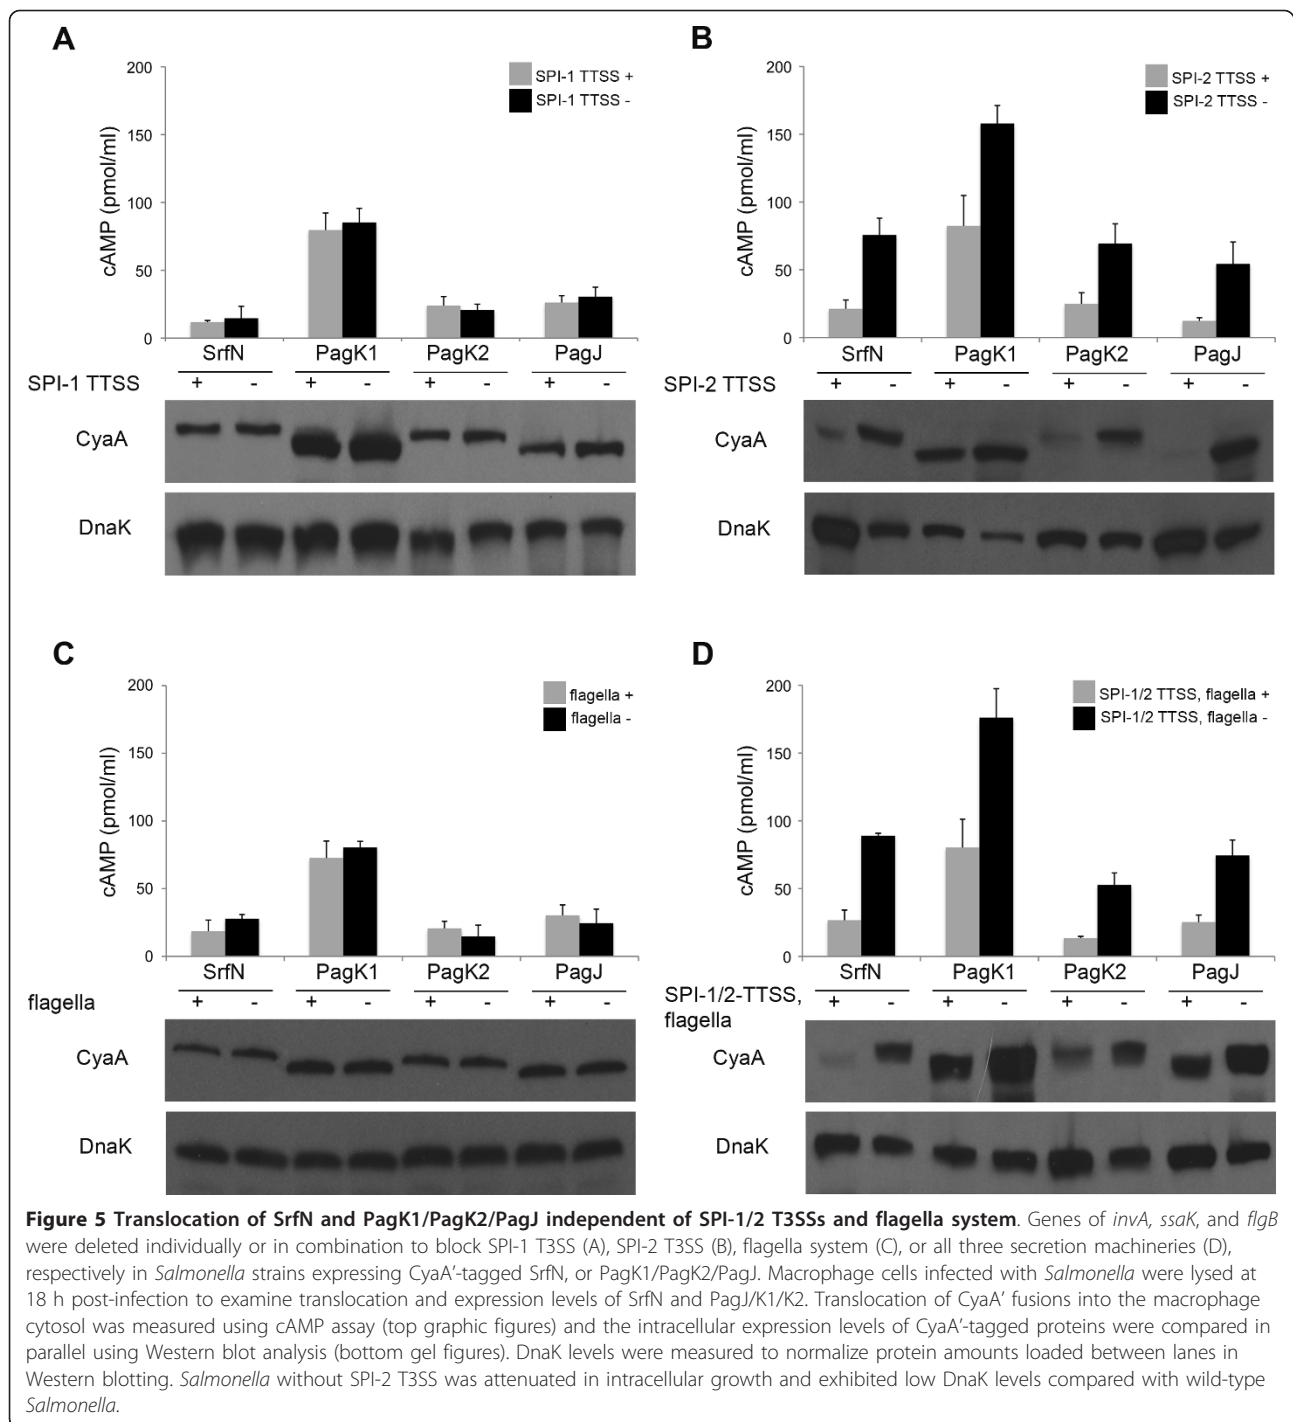 A
200
150
100
50
0
cAMP (pmol/ml)
SPI-1 TTSS +
SPI-1 TTSS -
SrfN PagK1 PagK2 PagJ
SPI-1 TTSS + - + - + - + -
CyaA
DnaK
B
200
150
100
50
0
cAMP (pmol/ml)
SPI-2 TTSS +
SPI-2 TTSS -
SrfN PagK1 PagK2 PagJ
SPI-2 TTSS + - + - + - + -
CyaA
DnaK
C
200
150
100
50
0
cAMP (pmol/ml)
flagella +
flagella -
SrfN PagK1 PagK2 PagJ
flagella + - + - + - + -
CyaA
DnaK
D
200
150
100
50
0
cAMP (pmol/ml)
SPI-1/2 TTSS, flagella +
SPI-1/2 TTSS, flagella -
SrfN PagK1 PagK2 PagJ
SPI-1/2-TTSS, + - + - + - + -
flagella
CyaA
DnaK
Figure 5 Translocation of SrfN and PagK1/PagK2/PagJ independent of SPI-1/2 T3SSs and flagella system. Genes of invA, ssaK, and flgB
were deleted individually or in combination to block SPI-1 T3SS (A), SPI-2 T3SS (B), flagella system (C), or all three secretion machineries (D),
respectively in Salmonella strains expressing CyaA’-tagged SrfN, or PagK1/PagK2/PagJ. Macrophage cells infected with Salmonella were lysed at
18 h post-infection to examine translocation and expression levels of SrfN and PagJ/K1/K2. Translocation of CyaA’ fusions into the macrophage
cytosol was measured using cAMP assay (top graphic figures) and the intracellular expression levels of CyaA’-tagged proteins were compared in
parallel using Western blot analysis (bottom gel figures). DnaK levels were measured to normalize protein amounts loaded between lanes in
Western blotting. Salmonella without SPI-2 T3SS was attenuated in intracellular growth and exhibited low DnaK levels compared with wild-type
Salmonella.